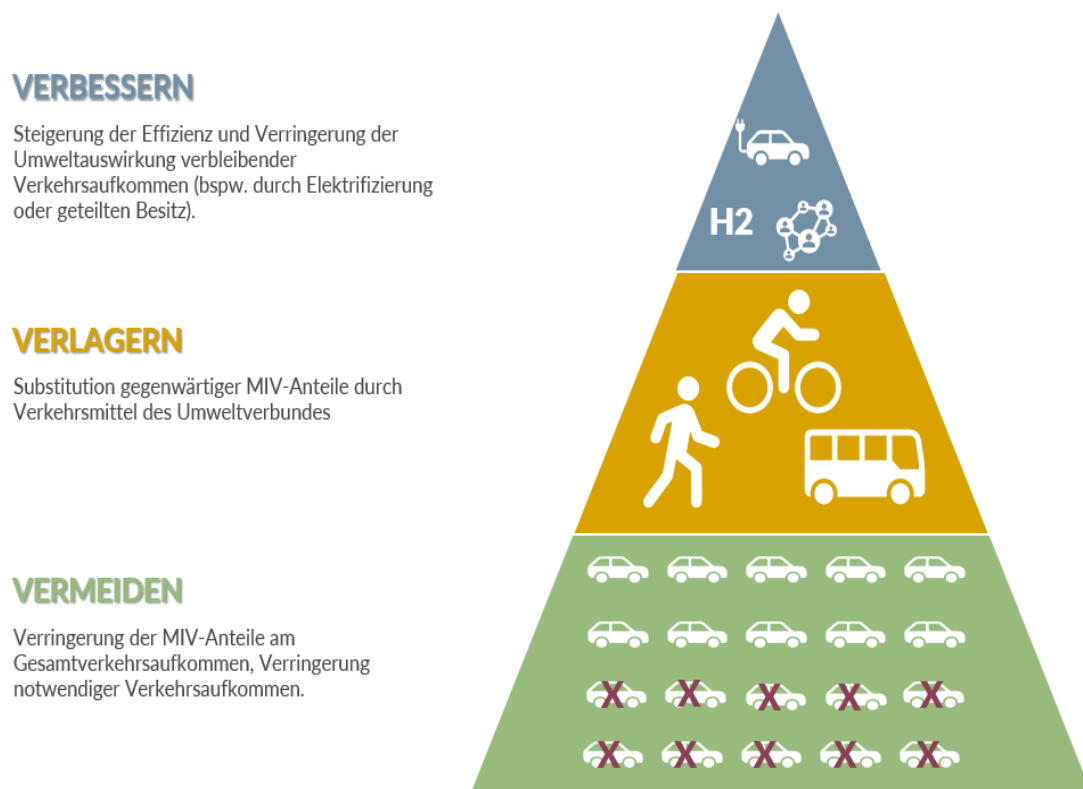 VERBESSERN
Steigerung der Effizienz und Verringerung der
Umweltauswirkung verbleibender
Verkehrsaufkommen (bspw. durch Elektrifizierung
oder geteilten Besitz).
H2
VERLAGERN
Substitution gegenwärtiger MIV-Anteile durch
Verkehrsmittel des Umweltverbundes
VERMEIDEN
Verringerung der MIV-Anteile am
Gesamtverkehrsaufkommen, Verringerung
notwendiger Verkehrsaufkommen.
X X X X X
X X X X X